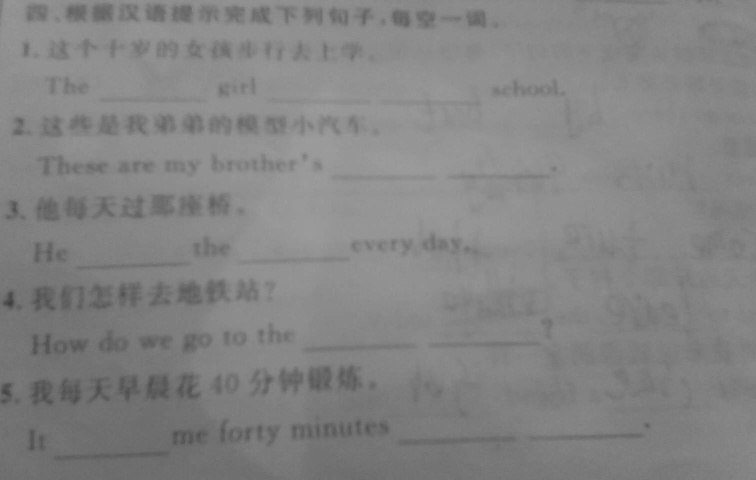 四、根据汉语提示完成下列句子,每空一词。
1. 这个十岁的女孩步行去上学。
The ________ girl ________ ________ school.
2. 这些是我弟弟的模型小汽车。
These are my brother's ________ ________.
3. 他每天过那座桥。
He ________ the ________ every day.
4. 我们怎样去地铁站?
How do we go to the ________ ________?
5. 我每天早晨花 40 分钟锻炼。
It ________ me forty minutes ________ ________.